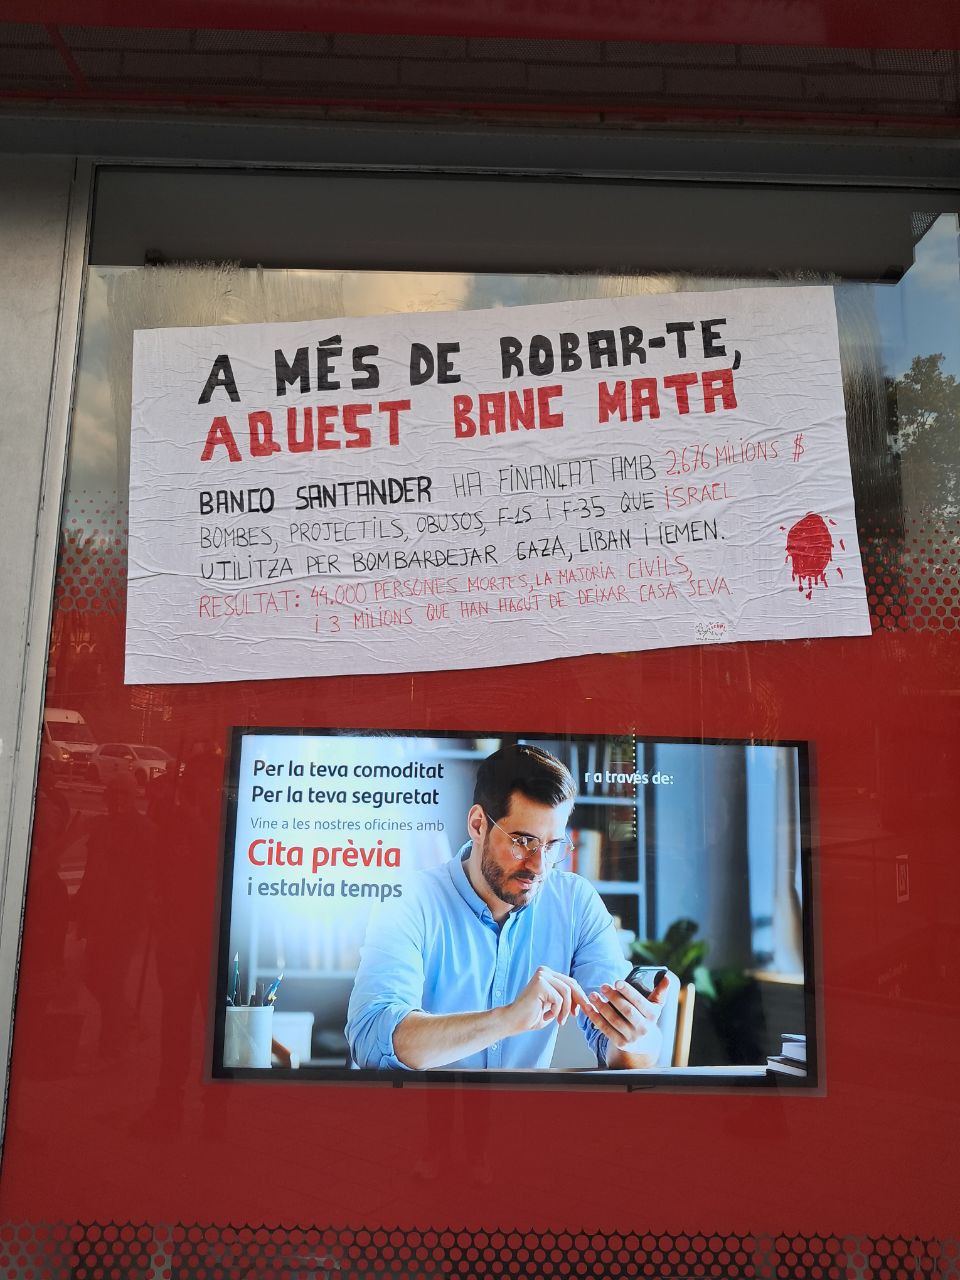 A MÉS DE ROBAR-TE,
AQUEST BANC MATA
BANCO SANTANDER HA FINANÇAT AMB 2.676 MILIONS $
BOMBES, PROJECTILS, OBUSOS, F-15 I F-35 QUE ISRAEL
UTILITZA PER BOMBARDEJAR GAZA, LÍBAN I IEMEN.
RESULTAT: 44.000 PERSONES MORTES, LA MAJORIA CIVILS,
I 3 MILIONS QUE HAN HAGUT DE DEIXAR CASA SEVA.
Per la teva comoditat
Per la teva seguretat
Vine a les nostres oficines amb
Cita prèvia
i estalvia temps
r a través de: